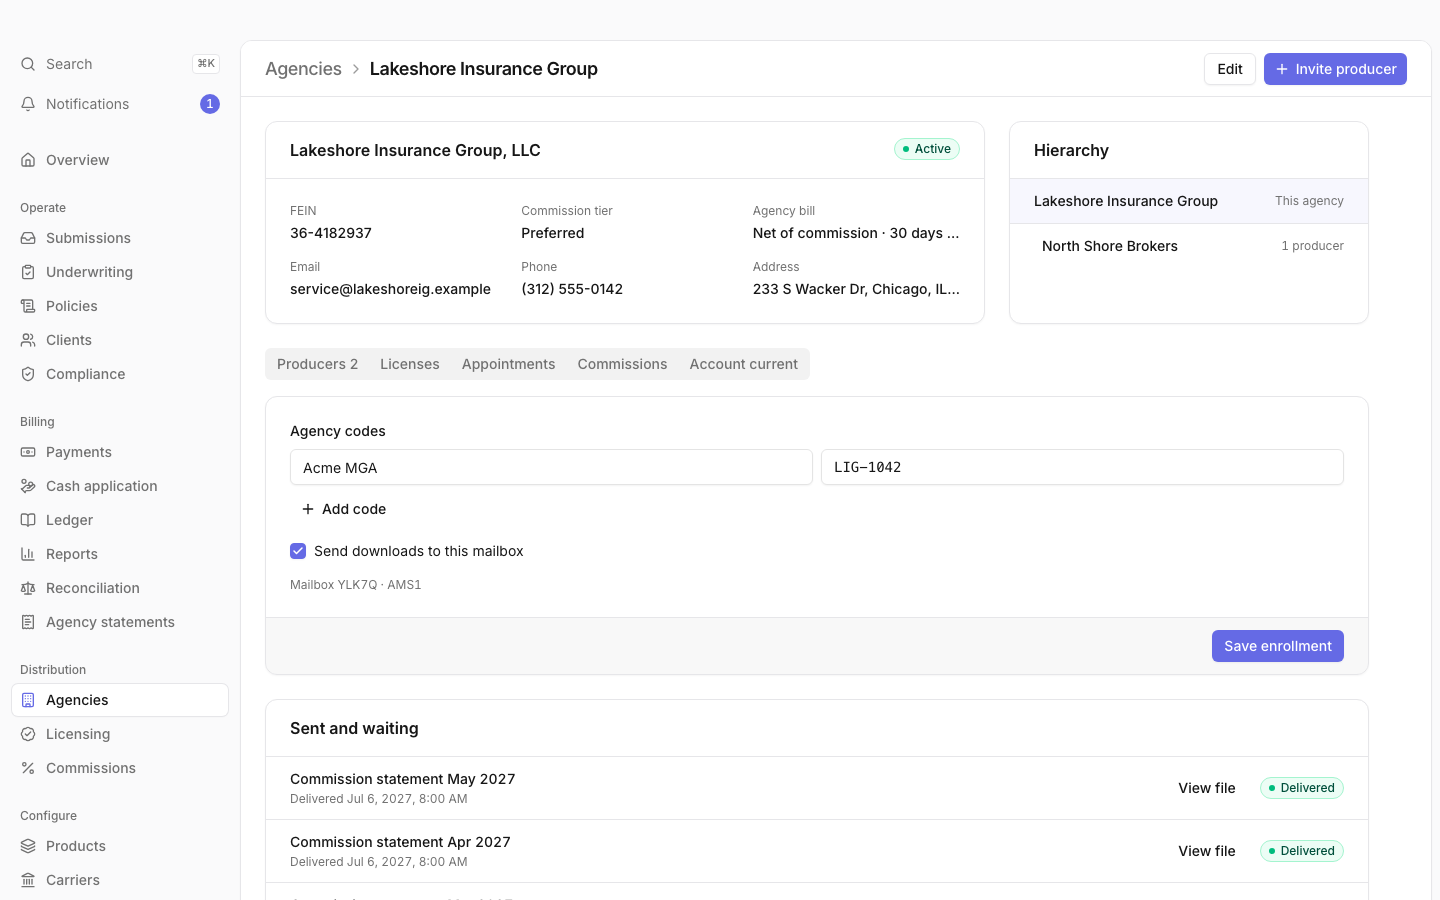 Search ⌘K
Notifications 1
Overview
Operate
Submissions
Underwriting
Policies
Clients
Compliance
Billing
Payments
Cash application
Ledger
Reports
Reconciliation
Agency statements
Distribution
Agencies
Licensing
Commissions
Configure
Products
Carriers
Agencies > Lakeshore Insurance Group
Edit + Invite producer
Lakeshore Insurance Group, LLC Active
FEIN Commission tier Agency bill
36-4182937 Preferred Net of commission · 30 days ...
Email Phone Address
service@lakeshoreig.example (312) 555-0142 233 S Wacker Dr, Chicago, IL...
Hierarchy
Lakeshore Insurance Group This agency
North Shore Brokers 1 producer
Producers 2 Licenses Appointments Commissions Account current
Agency codes
Acme MGA LIG-1042
+ Add code
Send downloads to this mailbox
Mailbox YLK7Q · AMS1
Save enrollment
Sent and waiting
Commission statement May 2027
Delivered Jul 6, 2027, 8:00 AM
View file Delivered
Commission statement Apr 2027
Delivered Jul 6, 2027, 8:00 AM
View file Delivered